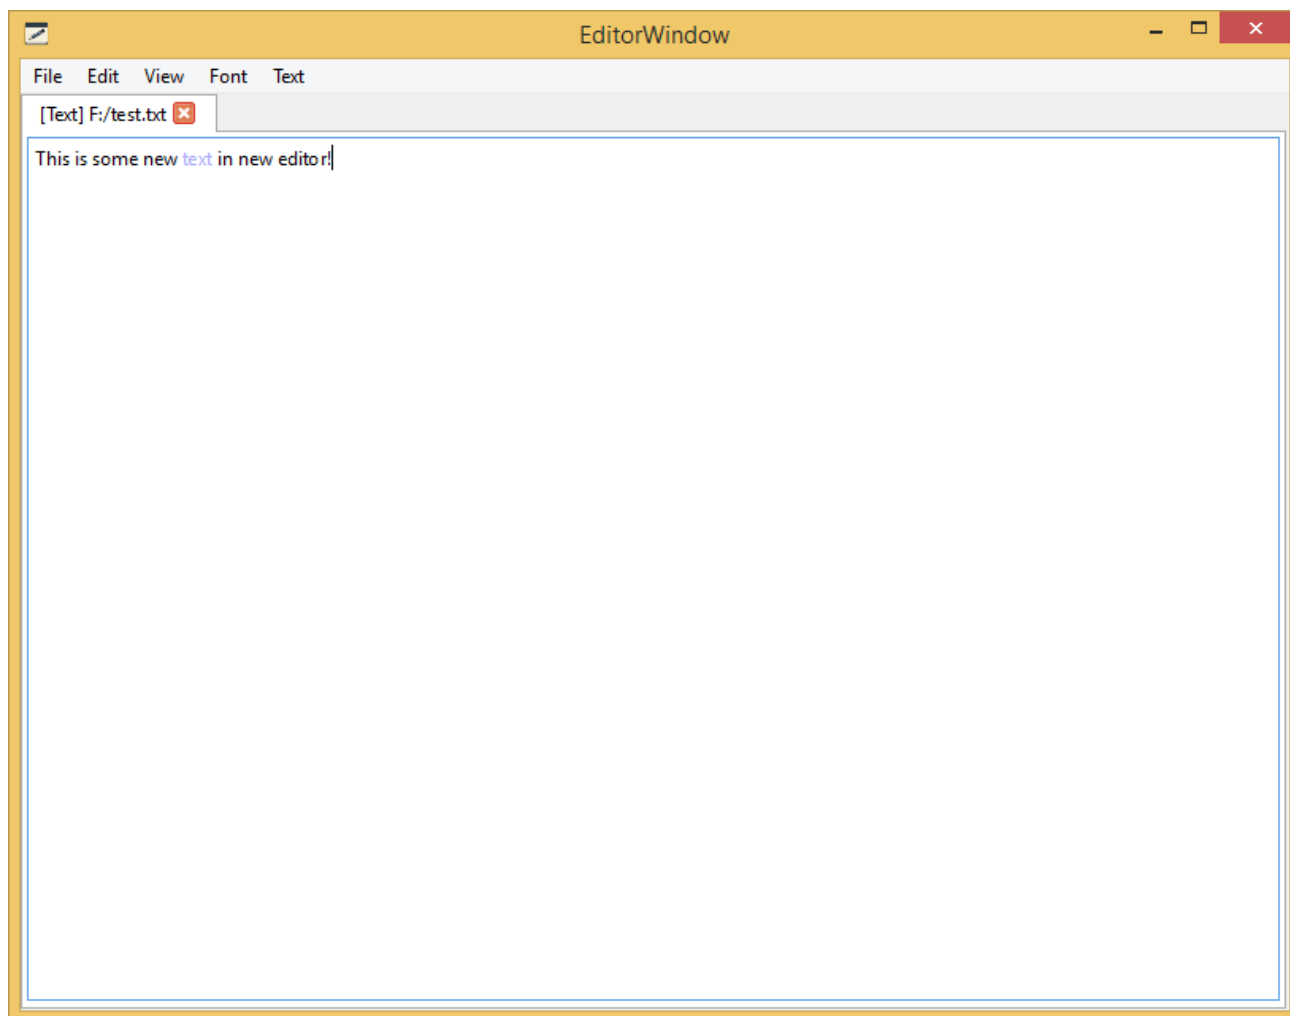 EditorWindow
File Edit View Font Text
[Text] F:/test.txt
This is some new text in new editor!